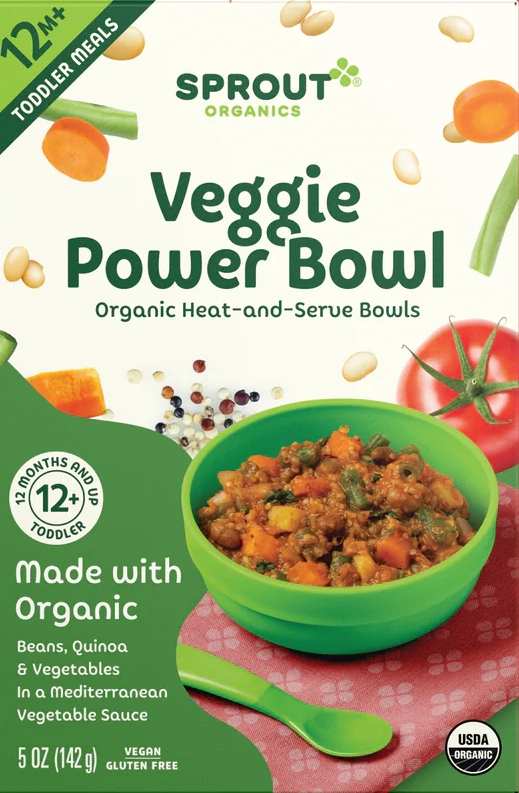 12M+
TODDLER MEALS
SPROUT®
ORGANICS
Veggie
Power Bowl
Organic Heat-and-Serve Bowls
12 MONTHS AND UP
12+
TODDLER
Made with
Organic
Beans, Quinoa
& Vegetables
In a Mediterranean
Vegetable Sauce
5 OZ (142g)
VEGAN
GLUTEN FREE
USDA
ORGANIC